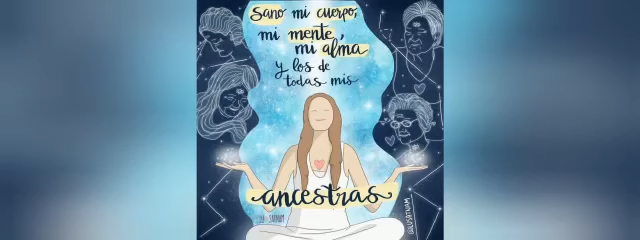 Sano mi cuerpo,
mi mente,
mi alma
y los de
todas mis
ancestras